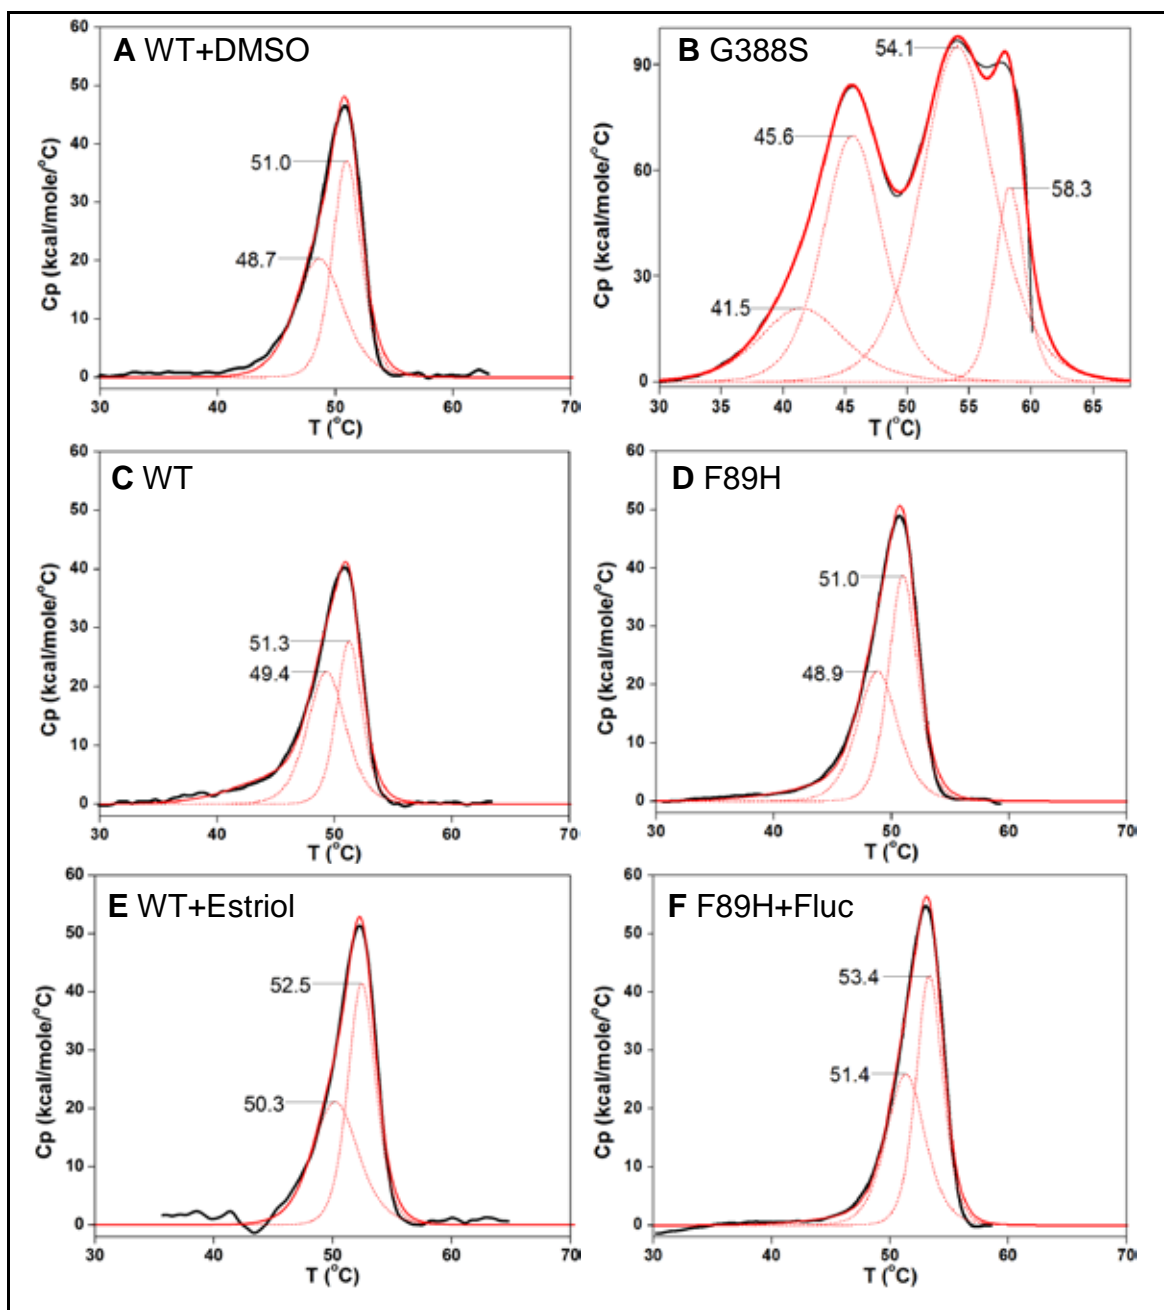 A WT+DMSO
Cp (kcal/mole/°C)
60
50
40
30
20
10
0
51.0
48.7
30 40 50 60 70
T (°C)
B G388S
Cp (kcal/mole/°C)
90
60
30
0
54.1
45.6
58.3
41.5
30 35 40 45 50 55 60 65
T (°C)
C WT
Cp (kcal/mole/°C)
60
50
40
30
20
10
0
51.3
49.4
30 40 50 60 70
T (°C)
D F89H
Cp (kcal/mole/°C)
60
50
40
30
20
10
0
51.0
48.9
30 40 50 60 70
T (°C)
E WT+Estriol
Cp (kcal/mole/°C)
60
50
40
30
20
10
0
52.5
50.3
30 40 50 60 70
T (°C)
F F89H+Fluc
Cp (kcal/mole/°C)
60
50
40
30
20
10
0
53.4
51.4
30 40 50 60 70
T (°C)